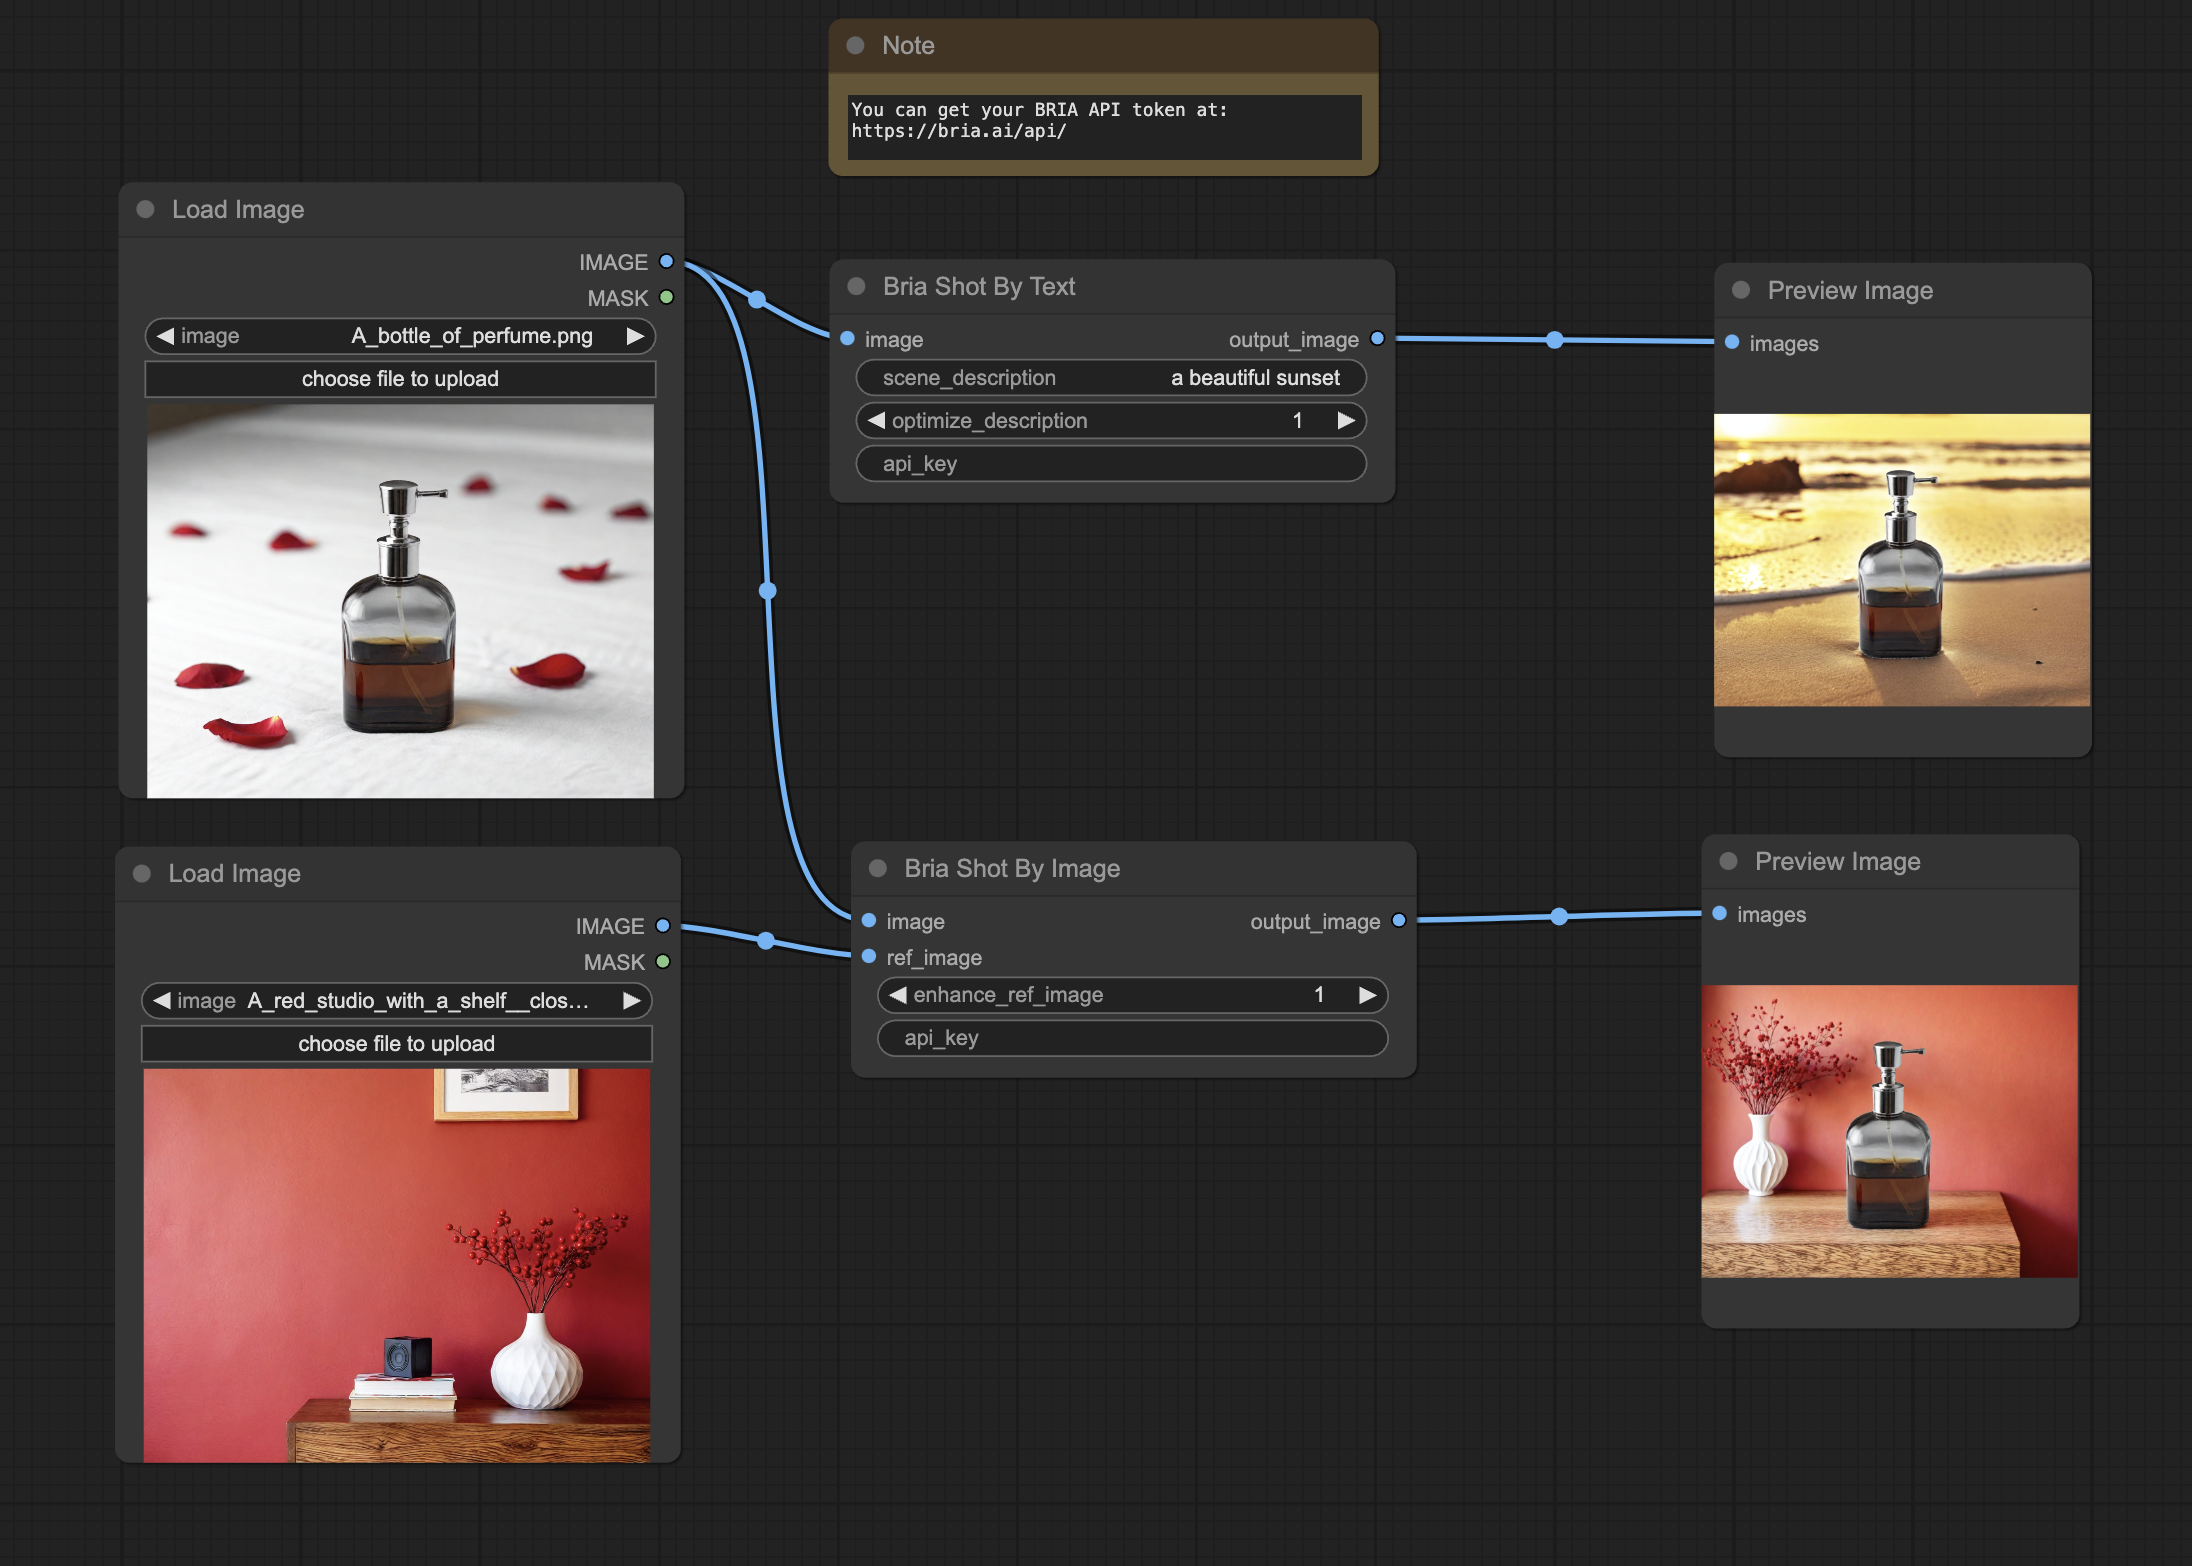 Note
You can get your BRIA API token at:
https://bria.ai/api/
Load Image
IMAGE
MASK
image A_bottle_of_perfume.png
choose file to upload
Bria Shot By Text
image output_image
scene_description a beautiful sunset
optimize_description 1
api_key
Preview Image
images
Load Image
IMAGE
MASK
image A_red_studio_with_a_shelf__clos...
choose file to upload
Bria Shot By Image
image output_image
ref_image
enhance_ref_image 1
api_key
Preview Image
images